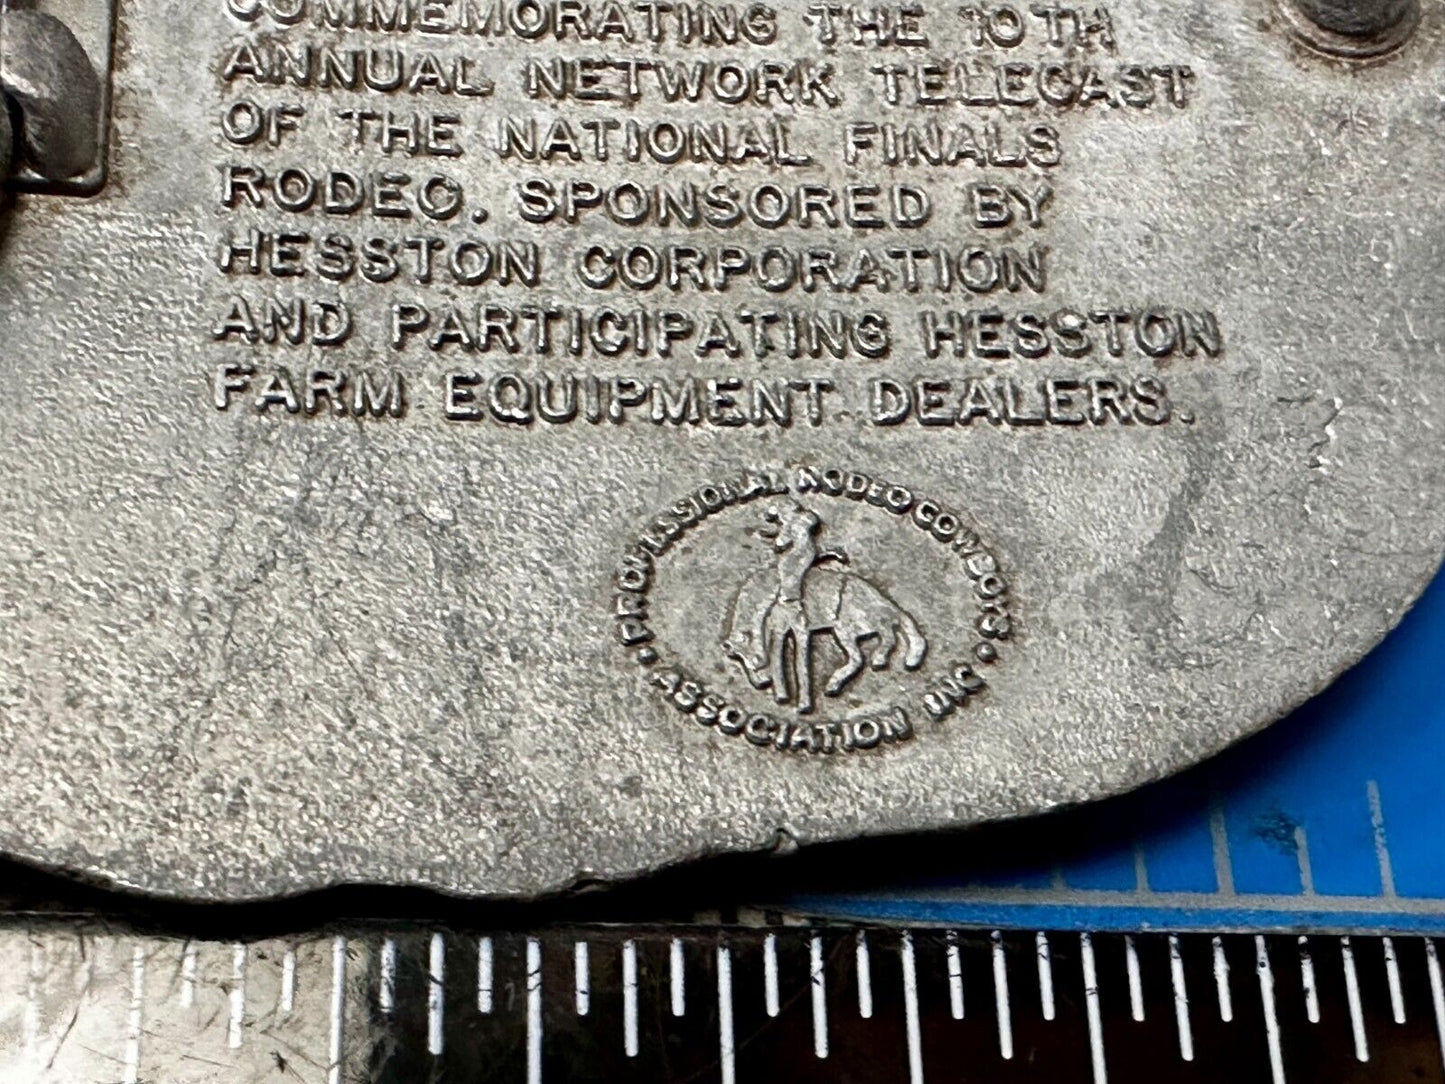 COMMEMORATING THE 10TH
ANNUAL NETWORK TELECAST
OF THE NATIONAL FINALS
RODEO. SPONSORED BY
HESSTON CORPORATION
AND PARTICIPATING HESSTON
FARM EQUIPMENT DEALERS.
PROFESSIONAL RODEO COWBOYS
ASSOCIATION INC